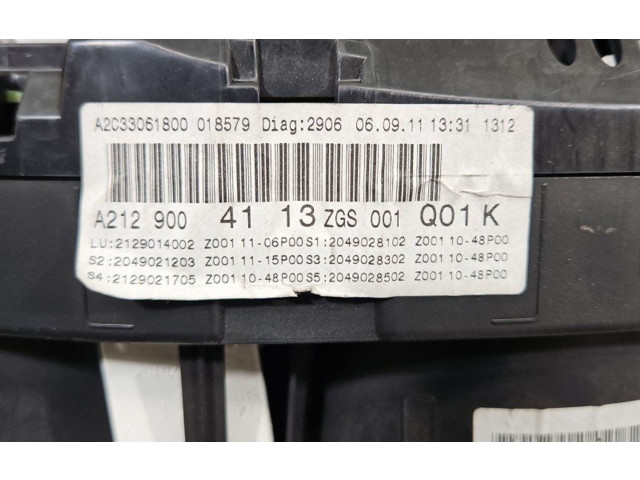 A2C33061800 018579 Diag:2906 06.09.11 13:31 1312
A212 900 41 13 ZGS 001 Q01 K
LU:2129014002 Z001 11-06P00 S1:2049028102 Z001 10-48P00
S2:2049021203 Z001 11-15P00 S3:2049028302 Z001 10-48P00
S4:2129021705 Z001 10-48P00 S5:2049028502 Z001 10-48P00